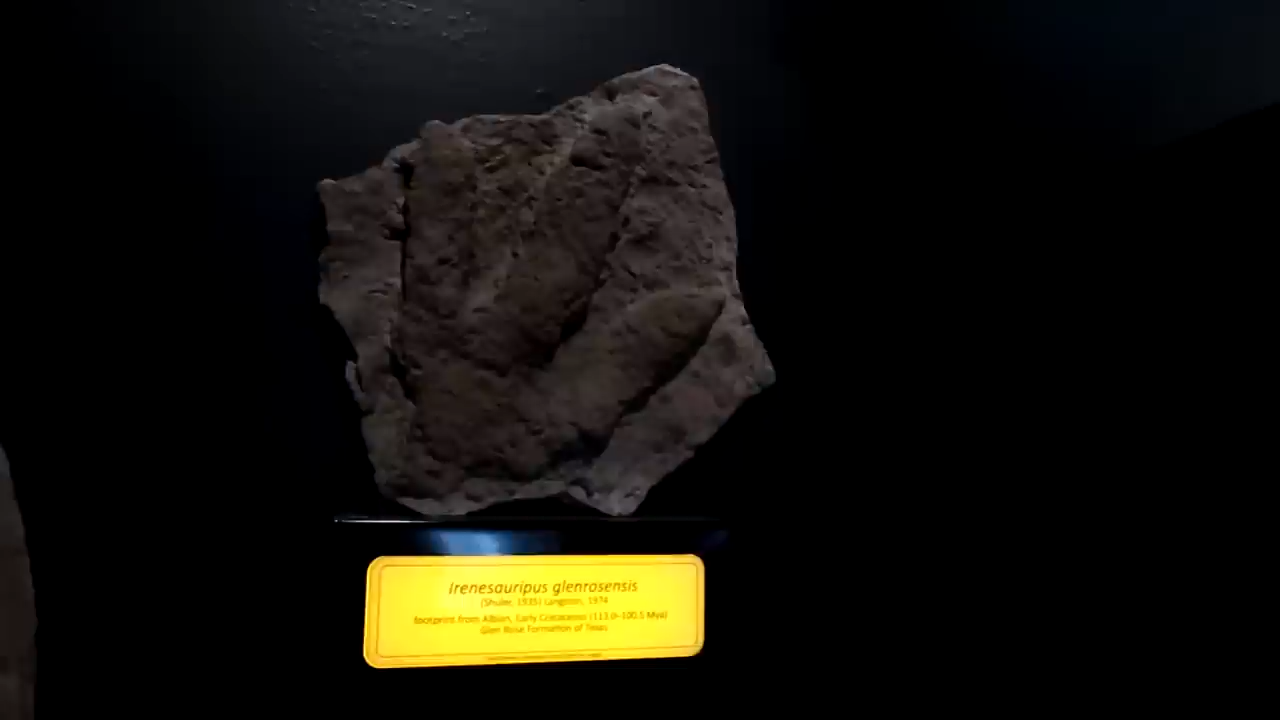 Irenesauripus glenrosensis
(Shuler, 1935) Langston, 1974
footprint from Albian, Early Cretaceous (113.0–100.5 Mya)
Glen Rose Formation of Texas